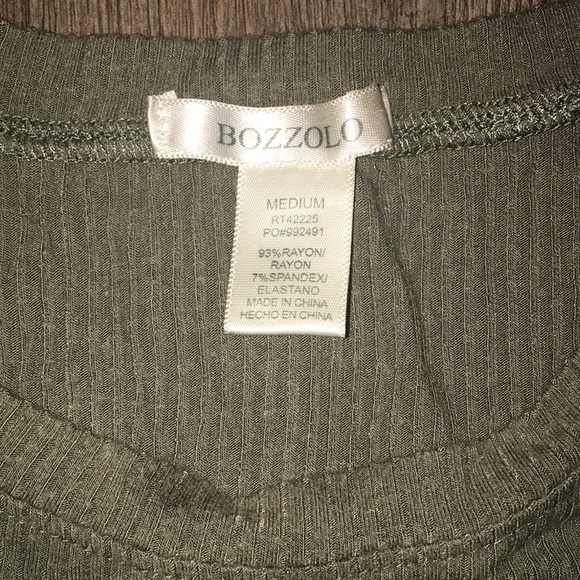 BOZZOLO
MEDIUM
RT42225
PO#992491
93%RAYON/
RAYON
7%SPANDEX/
ELASTANO
MADE IN CHINA
HECHO EN CHINA